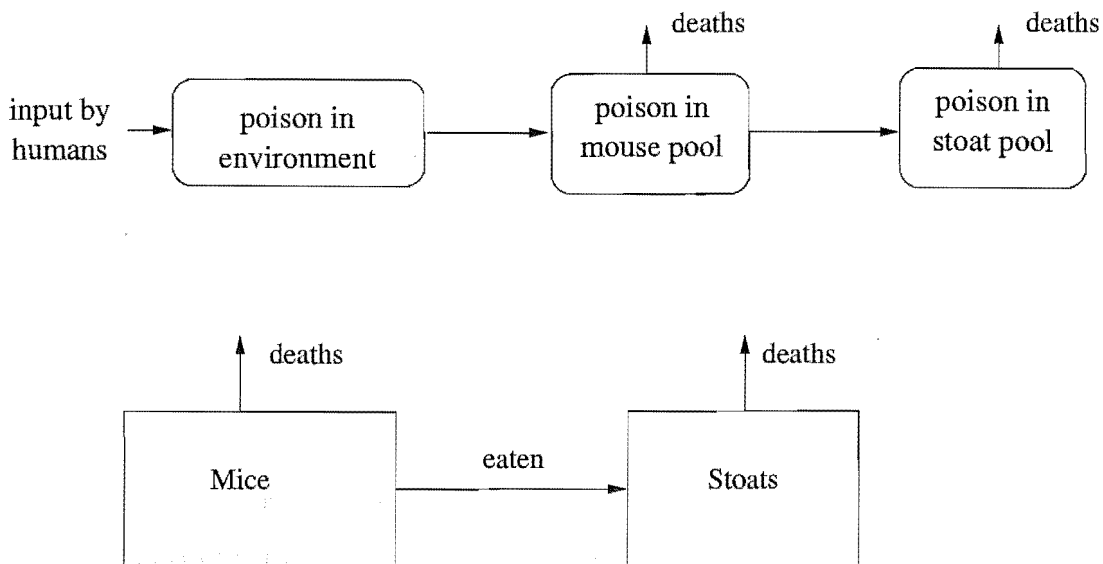 deaths
deaths
input by
humans
poison in
environment
poison in
mouse pool
poison in
stoat pool
deaths
deaths
Mice
eaten
Stoats